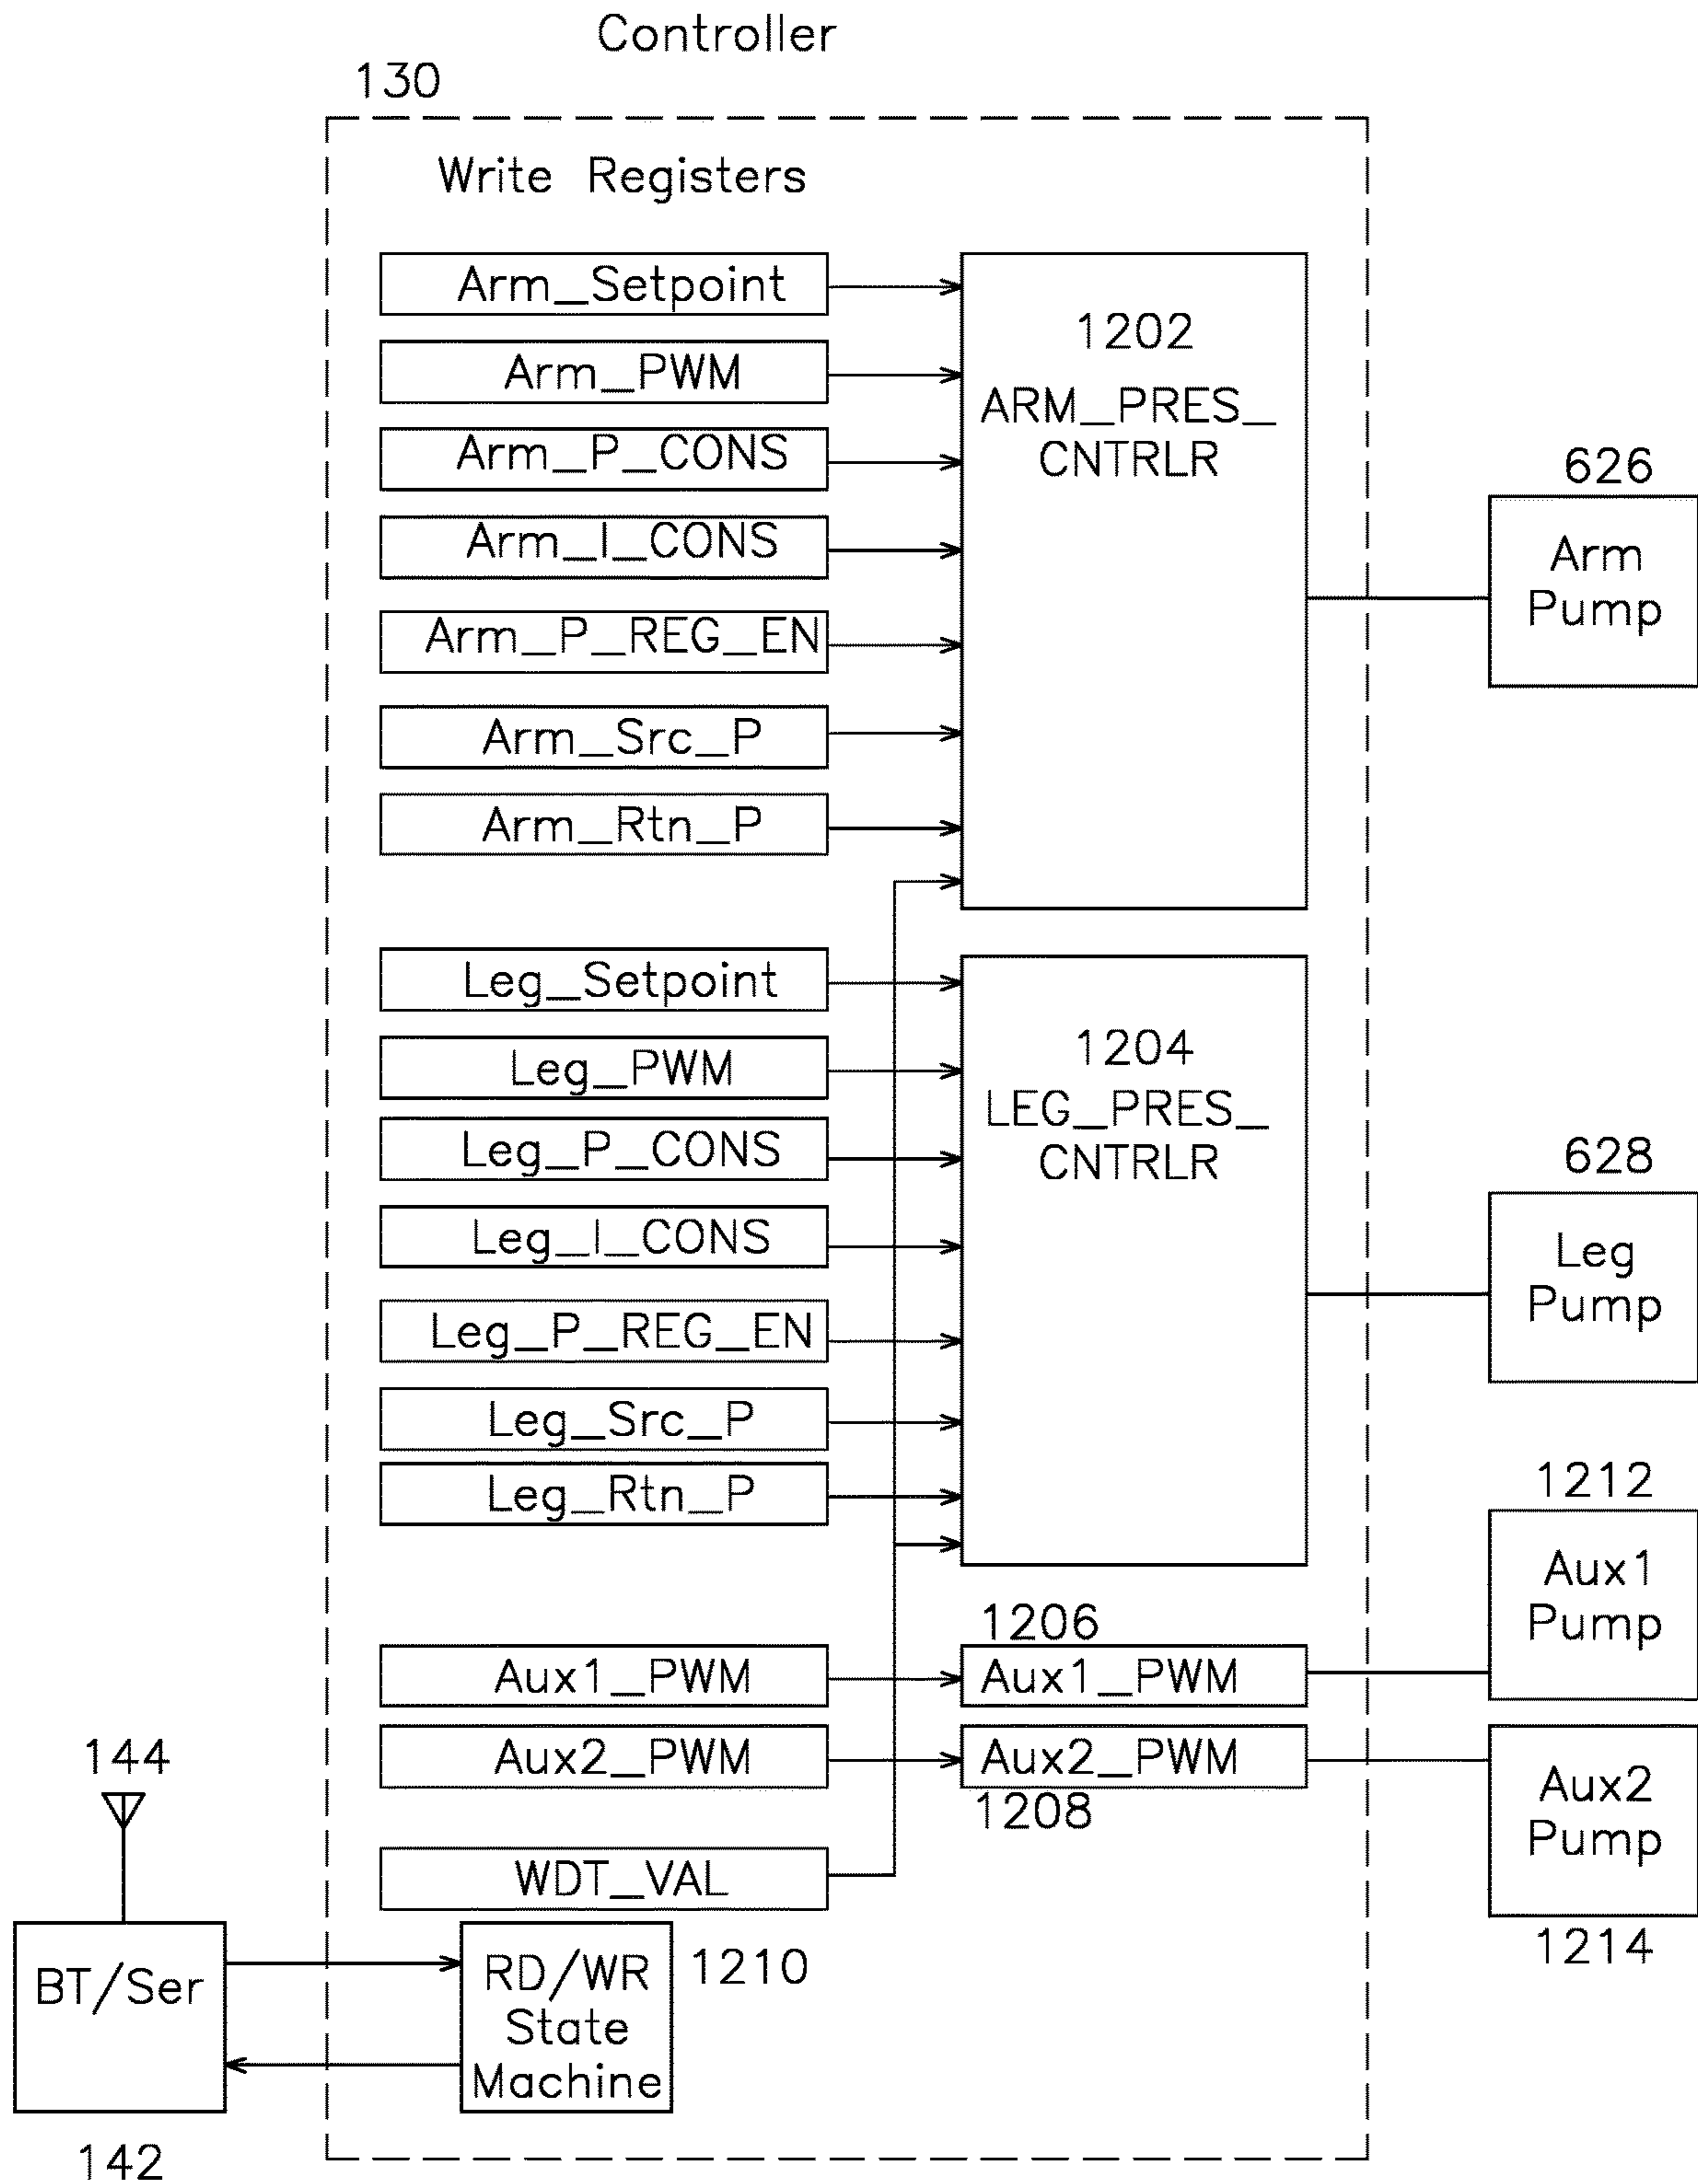 Controller
130
Write Registers
Arm_Setpoint
Arm_PWM
Arm_P_CONS
Arm_I_CONS
Arm_P_REG_EN
Arm_Src_P
Arm_Rtn_P
1202
ARM_PRES_
CNTRLR
626
Arm
Pump
Leg_Setpoint
Leg_PWM
Leg_P_CONS
Leg_I_CONS
Leg_P_REG_EN
Leg_Src_P
Leg_Rtn_P
1204
LEG_PRES_
CNTRLR
628
Leg
Pump
1212
Aux1
Pump
Aux1_PWM
1206
Aux1_PWM
Aux2_PWM
Aux2_PWM
1208
Aux2
Pump
1214
WDT_VAL
144
BT/Ser
142
RD/WR
State
Machine
1210